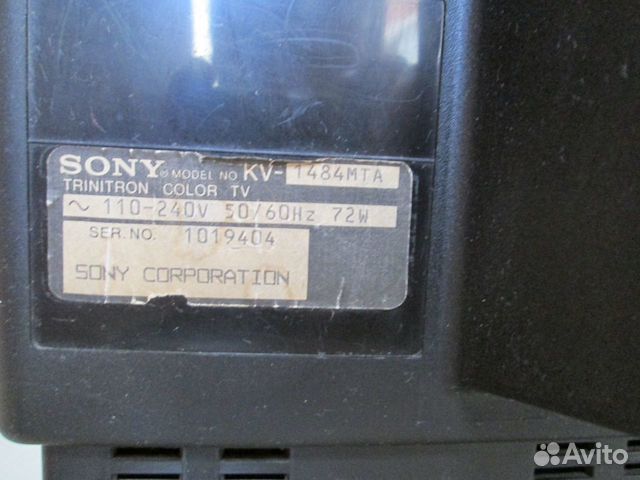 SONY® MODEL NO KV-1484MTA
TRINITRON COLOR TV
~ 110-240V 50/60Hz 72W
SER.NO. 1019404
SONY CORPORATION
Avito